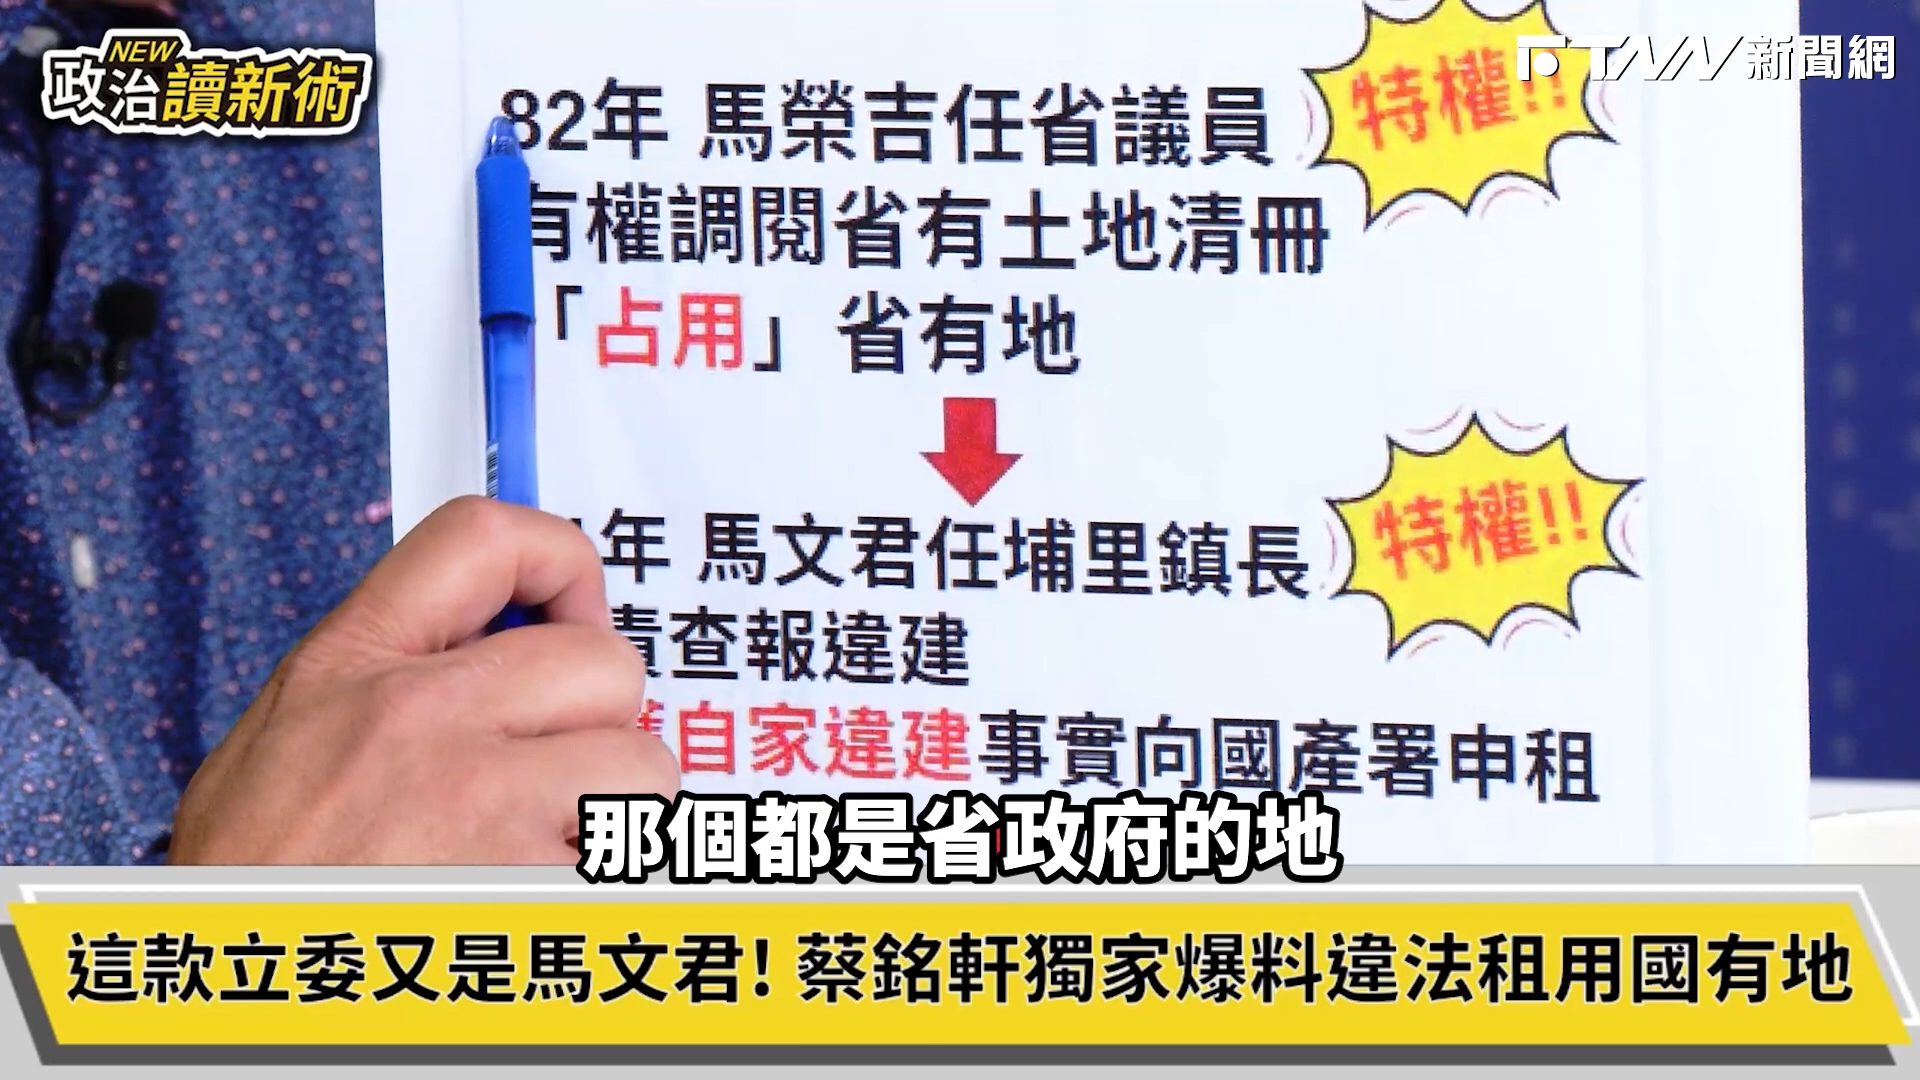 NEW
政治讀新術
FTNN 新聞網
82年 馬榮吉任省議員
特權!!
有權調閱省有土地清冊
「占用」省有地
年 馬文君任埔里鎮長
特權!!
責查報違建
自家違建事實向國產署申租
那個都是省政府的地
這款立委又是馬文君！蔡銘軒獨家爆料違法租用國有地